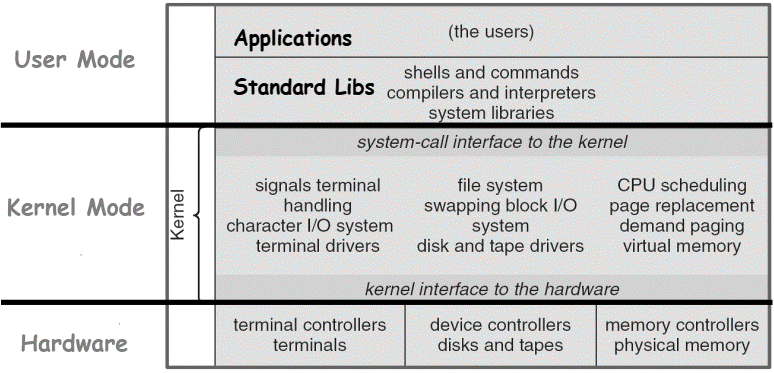 User Mode
Applications (the users)
Standard Libs shells and commands
compilers and interpreters
system libraries
Kernel Mode
Kernel
system-call interface to the kernel
signals terminal
handling
character I/O system
terminal drivers
file system
swapping block I/O
system
disk and tape drivers
CPU scheduling
page replacement
demand paging
virtual memory
kernel interface to the hardware
Hardware
terminal controllers
terminals
device controllers
disks and tapes
memory controllers
physical memory